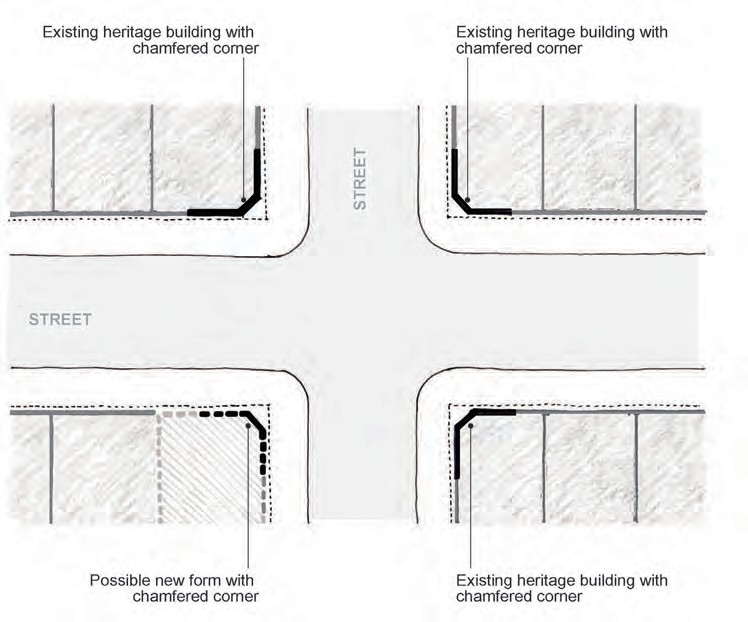 Existing heritage building with
chamfered corner
Existing heritage building with
chamfered corner
STREET
STREET
Possible new form with
chamfered corner
Existing heritage building with
chamfered corner